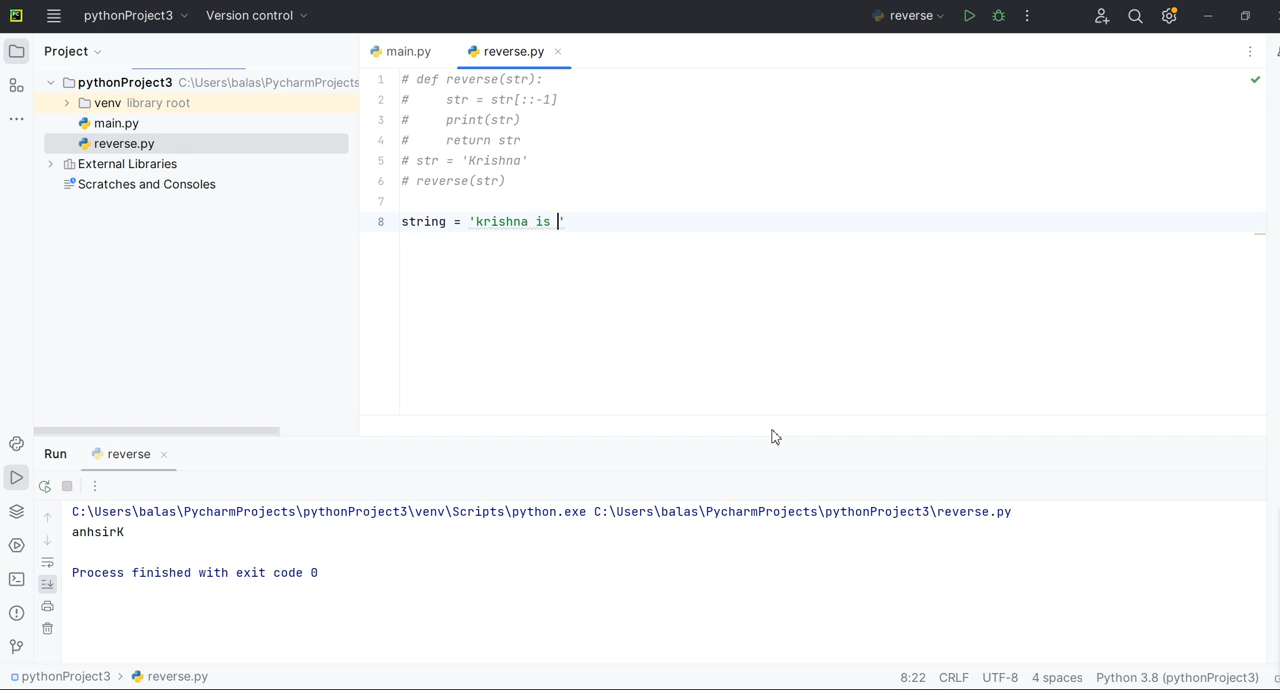 PC pythonProject3 Version control reverse
Project
main.py reverse.py
pythonProject3 C:\Users\balas\PycharmProjects
venv library root
main.py
reverse.py
External Libraries
Scratches and Consoles
1 # def reverse(str):
2 #     str = str[::-1]
3 #     print(str)
4 #     return str
5 # str = 'Krishna'
6 # reverse(str)
7
8 string = 'krishna is '
Run reverse
C:\Users\balas\PycharmProjects\pythonProject3\venv\Scripts\python.exe C:\Users\balas\PycharmProjects\pythonProject3\reverse.py
anhsirK
Process finished with exit code 0
pythonProject3 > reverse.py 8:22 CRLF UTF-8 4 spaces Python 3.8 (pythonProject3)